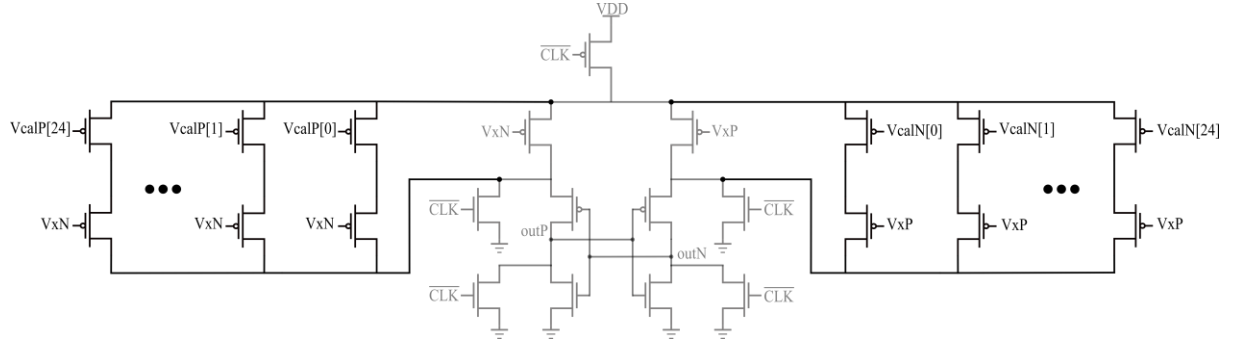 VDD
CLK
VcalP[24]
VcalP[1]
VcalP[0]
VxN
VxP
VcalN[0]
VcalN[1]
VcalN[24]
VxN
VxN
VxN
CLK
CLK
VxP
VxP
VxP
outP
outN
CLK
CLK